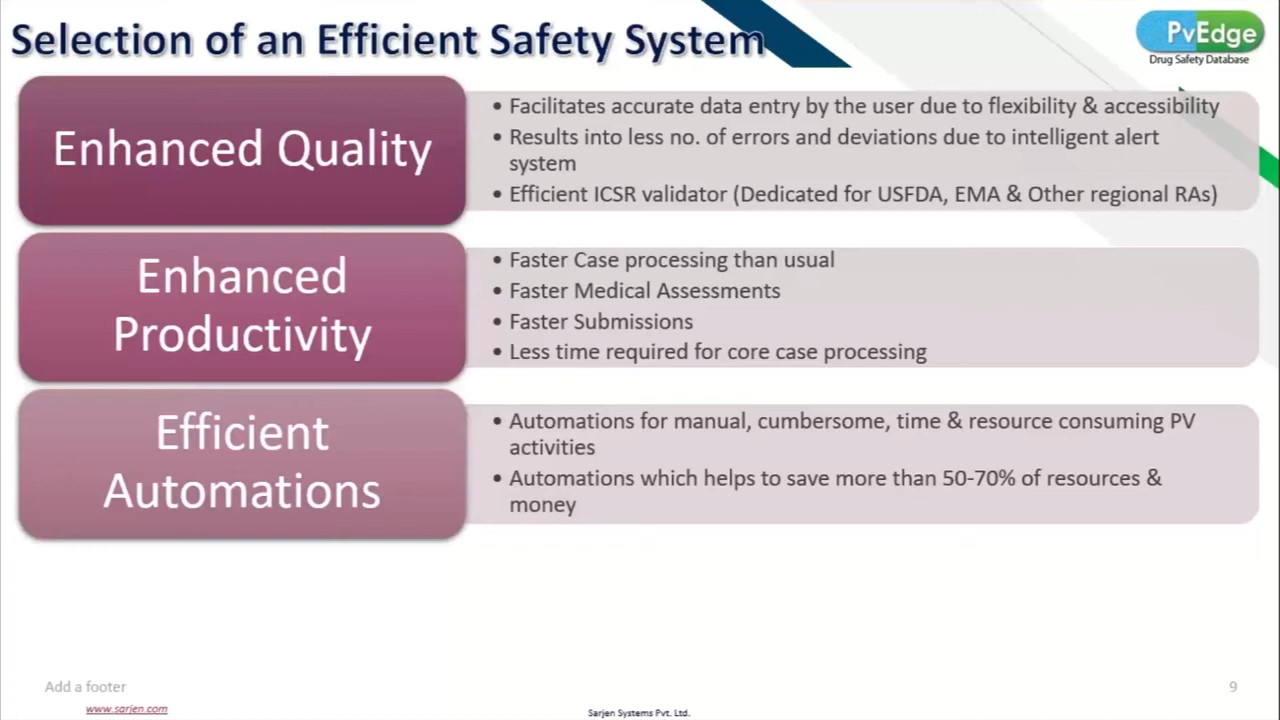 Selection of an Efficient Safety System
PvEdge
Drug Safety Database
Enhanced Quality
• Facilitates accurate data entry by the user due to flexibility & accessibility
• Results into less no. of errors and deviations due to intelligent alert
system
• Efficient ICSR validator (Dedicated for USFDA, EMA & Other regional RAs)
Enhanced
Productivity
• Faster Case processing than usual
• Faster Medical Assessments
• Faster Submissions
• Less time required for core case processing
Efficient
Automations
• Automations for manual, cumbersome, time & resource consuming PV
activities
• Automations which helps to save more than 50-70% of resources &
money
Add a footer
9
www.sarjen.com
Sarjen Systems Pvt. Ltd.